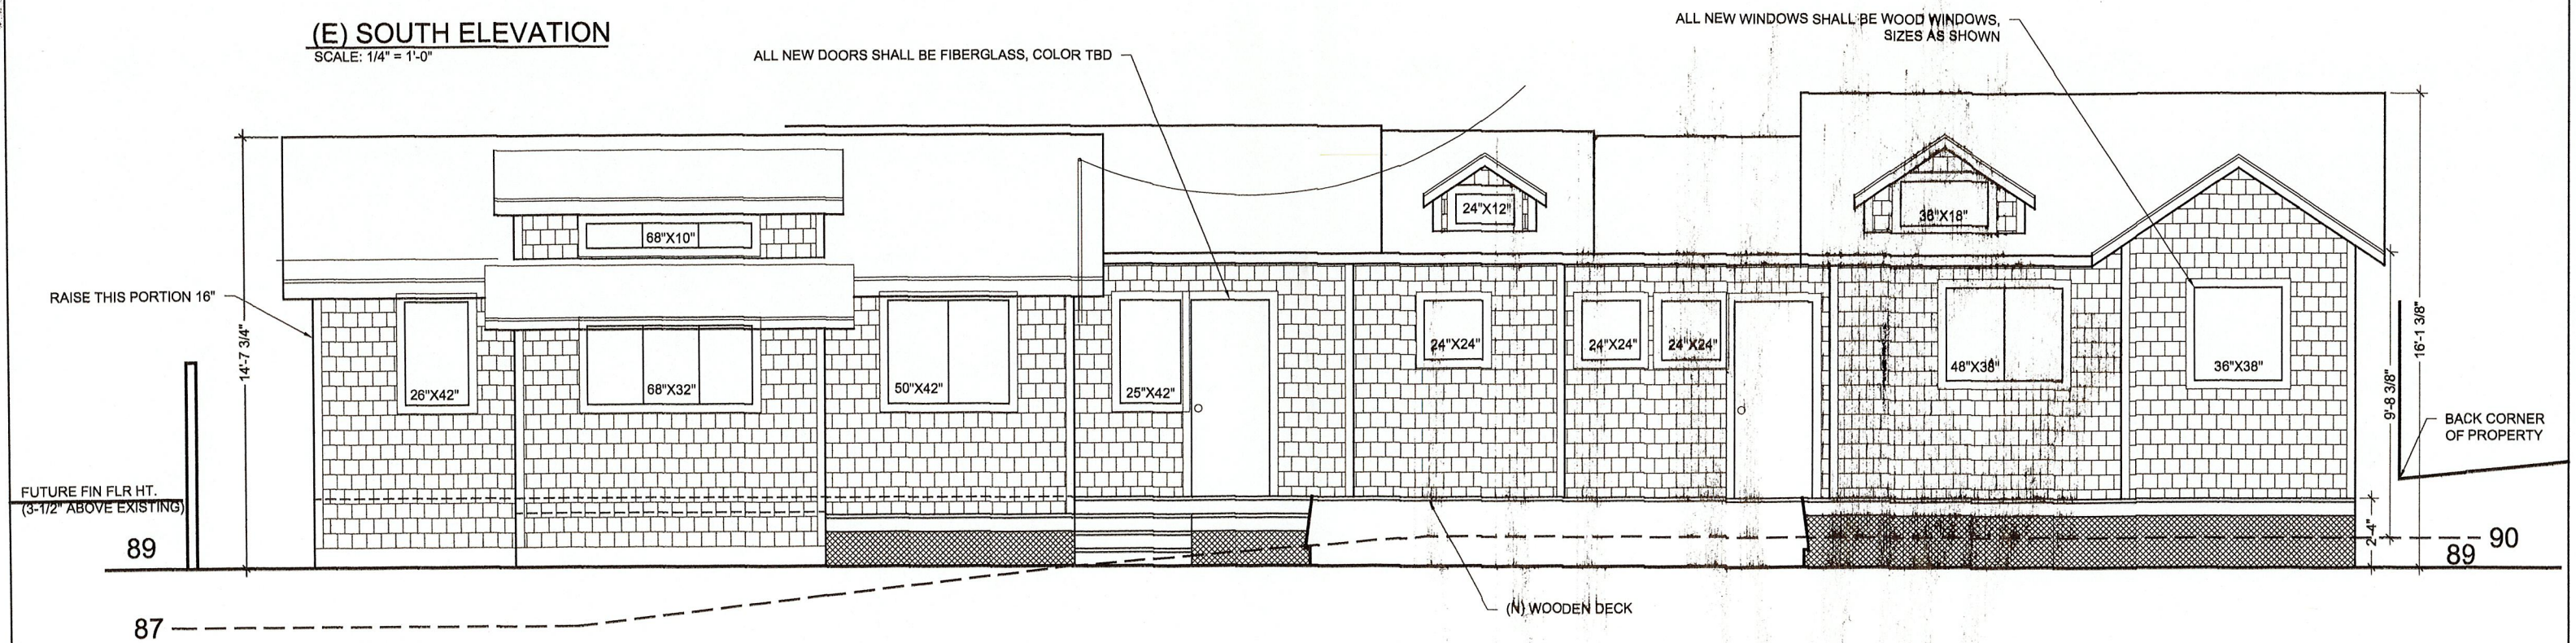 (E) SOUTH ELEVATION
SCALE: 1/4" = 1'-0"
ALL NEW DOORS SHALL BE FIBERGLASS, COLOR TBD
ALL NEW WINDOWS SHALL BE WOOD WINDOWS,
SIZES AS SHOWN
RAISE THIS PORTION 16"
14'-7 3/4"
68"X10"
24"X12"
36"X18"
26"X42"
68"X32"
50"X42"
25"X42"
24"X24"
24"X24"
24"X24"
48"X38"
36"X38"
9'-8 3/8"
16'-1 3/8"
BACK CORNER
OF PROPERTY
FUTURE FIN FLR HT.
(3-1/2" ABOVE EXISTING)
2'-4"
89
90
89
(N) WOODEN DECK
87